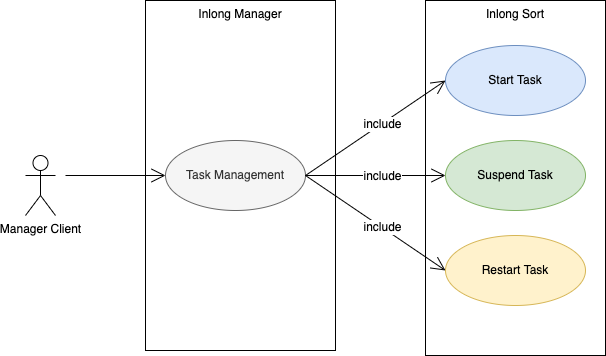 Inlong Manager
Inlong Sort
Start Task
include
Task Management
include
Suspend Task
Manager Client
include
Restart Task